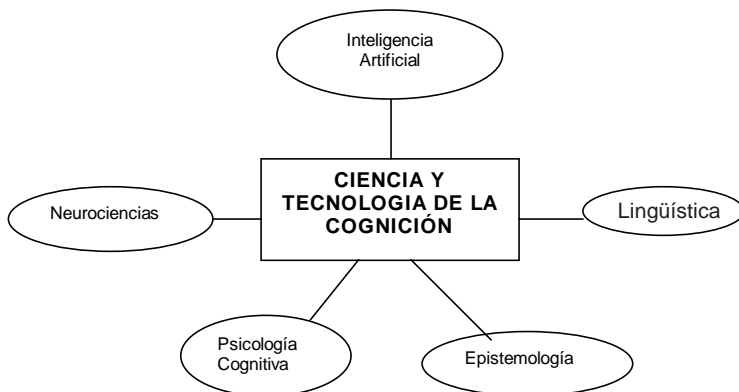 Inteligencia
Artificial
CIENCIA Y
TECNOLOGIA DE LA
COGNICIÓN
Neurociencias
Lingüística
Psicología
Cognitiva
Epistemología